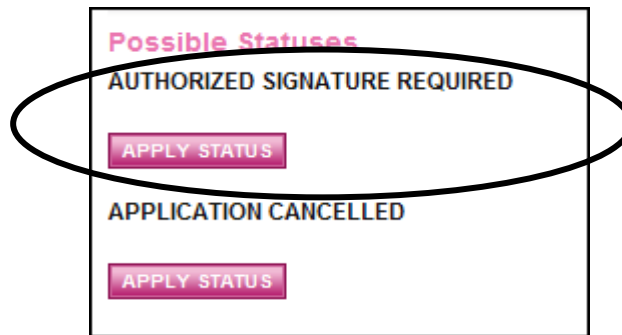 Possible Statuses
AUTHORIZED SIGNATURE REQUIRED
APPLY STATUS
APPLICATION CANCELLED
APPLY STATUS